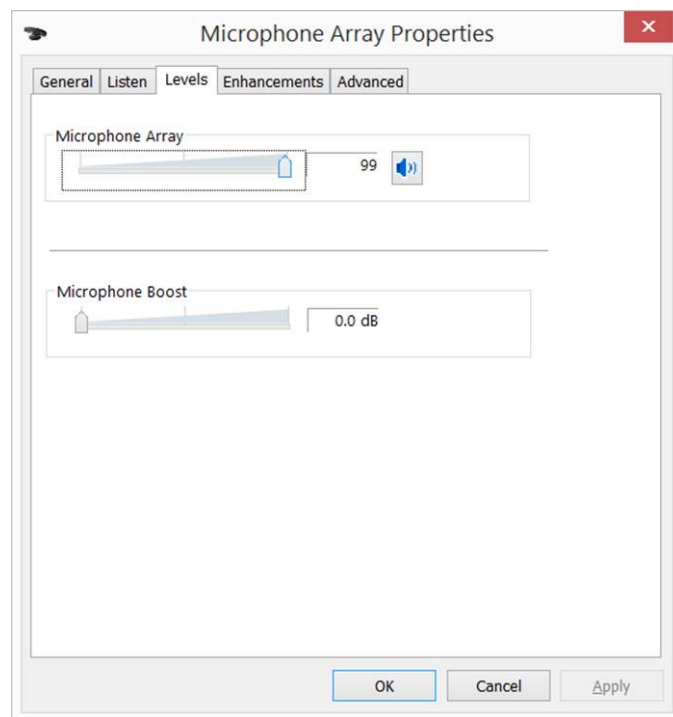 Microphone Array Properties
General Listen Levels Enhancements Advanced
Microphone Array
99
Microphone Boost
0.0 dB
OK Cancel Apply